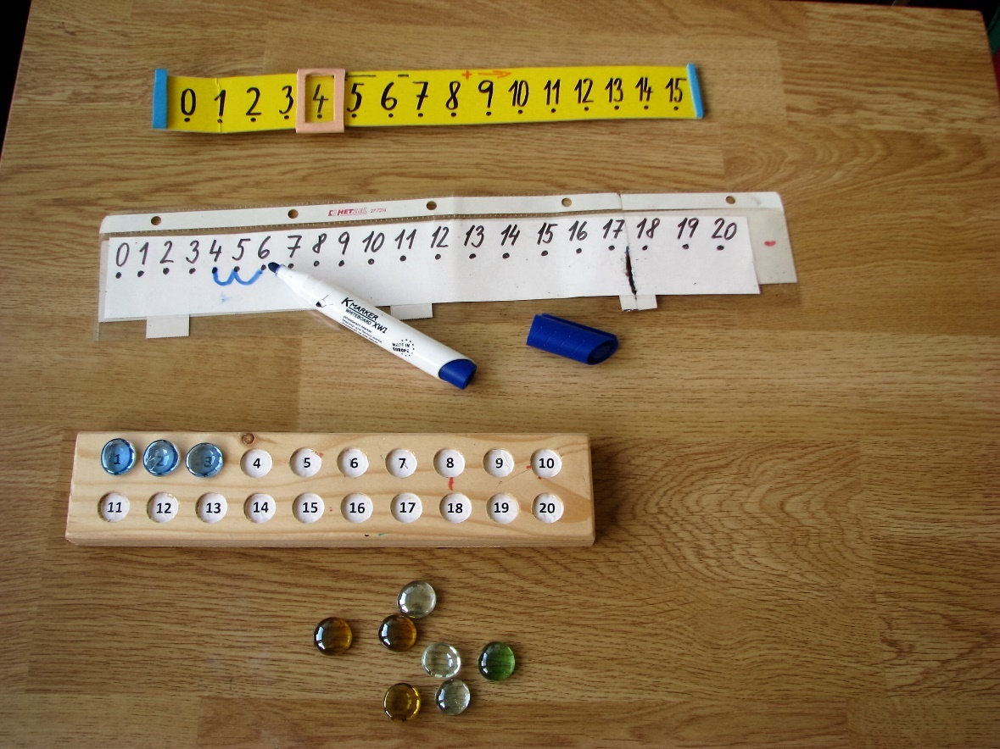 0 1 2 3 4 5 6 7 8 9 10 11 12 13 14 15
+ →
HETZEL 277214
0 1 2 3 4 5 6 7 8 9 10 11 12 13 14 15 16 17 18 19 20
K MARKER
WHITEBOARD XW1
MADE IN
EUROPE
1 2 3 4 5 6 7 8 9 10
11 12 13 14 15 16 17 18 19 20